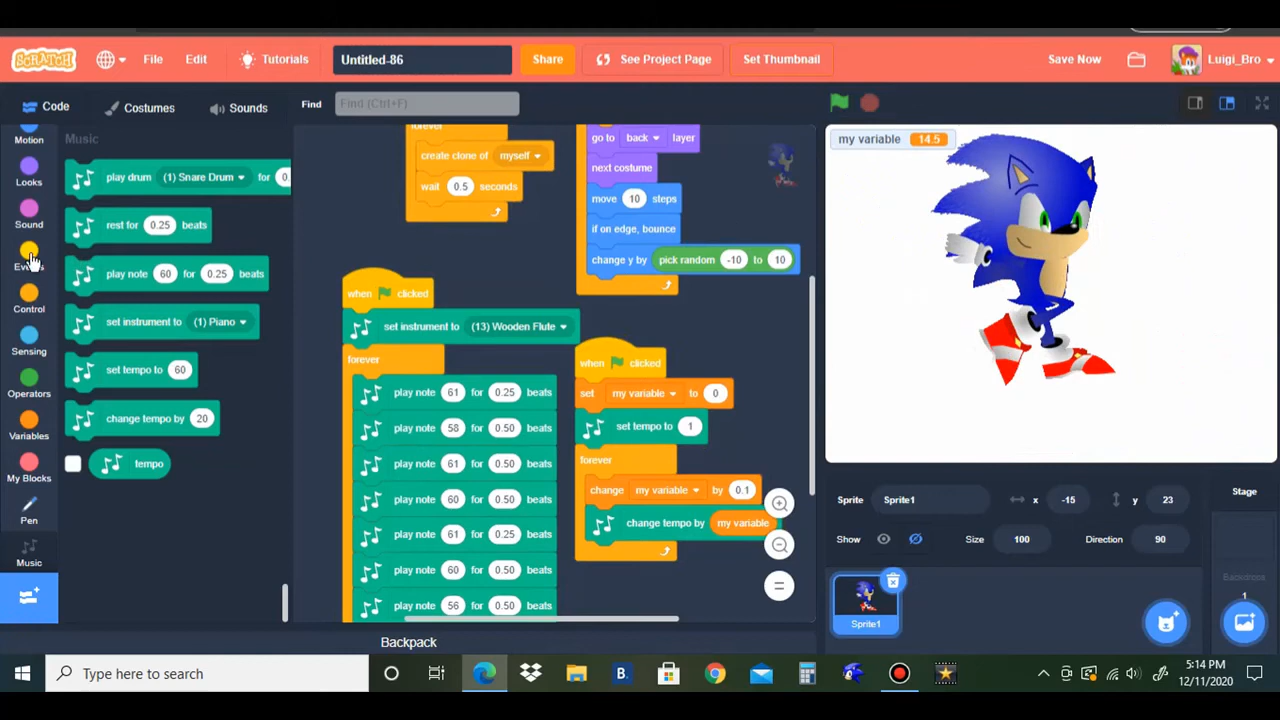 SCRATCH
File
Edit
Tutorials
Untitled-86
Share
See Project Page
Set Thumbnail
Save Now
Luigi_Bro
Code
Costumes
Sounds
Find
Find (Ctrl+F)
Motion
Looks
Sound
Events
Control
Sensing
Operators
Variables
My Blocks
Pen
Music
Music
play drum (1) Snare Drum for 0.
rest for 0.25 beats
play note 60 for 0.25 beats
set instrument to (1) Piano
set tempo to 60
change tempo by 20
tempo
forever
create clone of myself
wait 0.5 seconds
go to back layer
next costume
move 10 steps
if on edge, bounce
change y by pick random -10 to 10
when clicked
set instrument to (13) Wooden Flute
forever
play note 61 for 0.25 beats
play note 58 for 0.50 beats
play note 61 for 0.50 beats
play note 60 for 0.50 beats
play note 61 for 0.25 beats
play note 60 for 0.50 beats
play note 56 for 0.50 beats
when clicked
set my variable to 0
set tempo to 1
forever
change my variable by 0.1
change tempo by my variable
my variable 14.5
Sprite Sprite1 x -15 y 23
Show Size 100 Direction 90
Sprite1
Stage
Backdrops
1
Backpack
Type here to search
B.
5:14 PM
12/11/2020